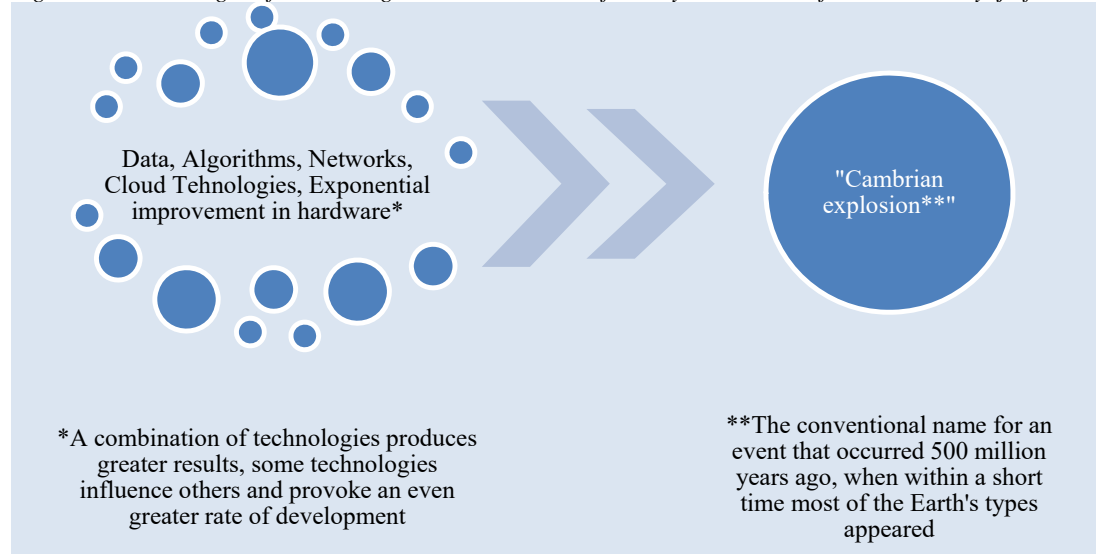 Data, Algorithms, Networks,
Cloud Tehnologies, Exponential
improvement in hardware*
"Cambrian
explosion**"
*A combination of technologies produces
greater results, some technologies
influence others and provoke an even
greater rate of development
**The conventional name for an
event that occurred 500 million
years ago, when within a short
time most of the Earth's types
appeared